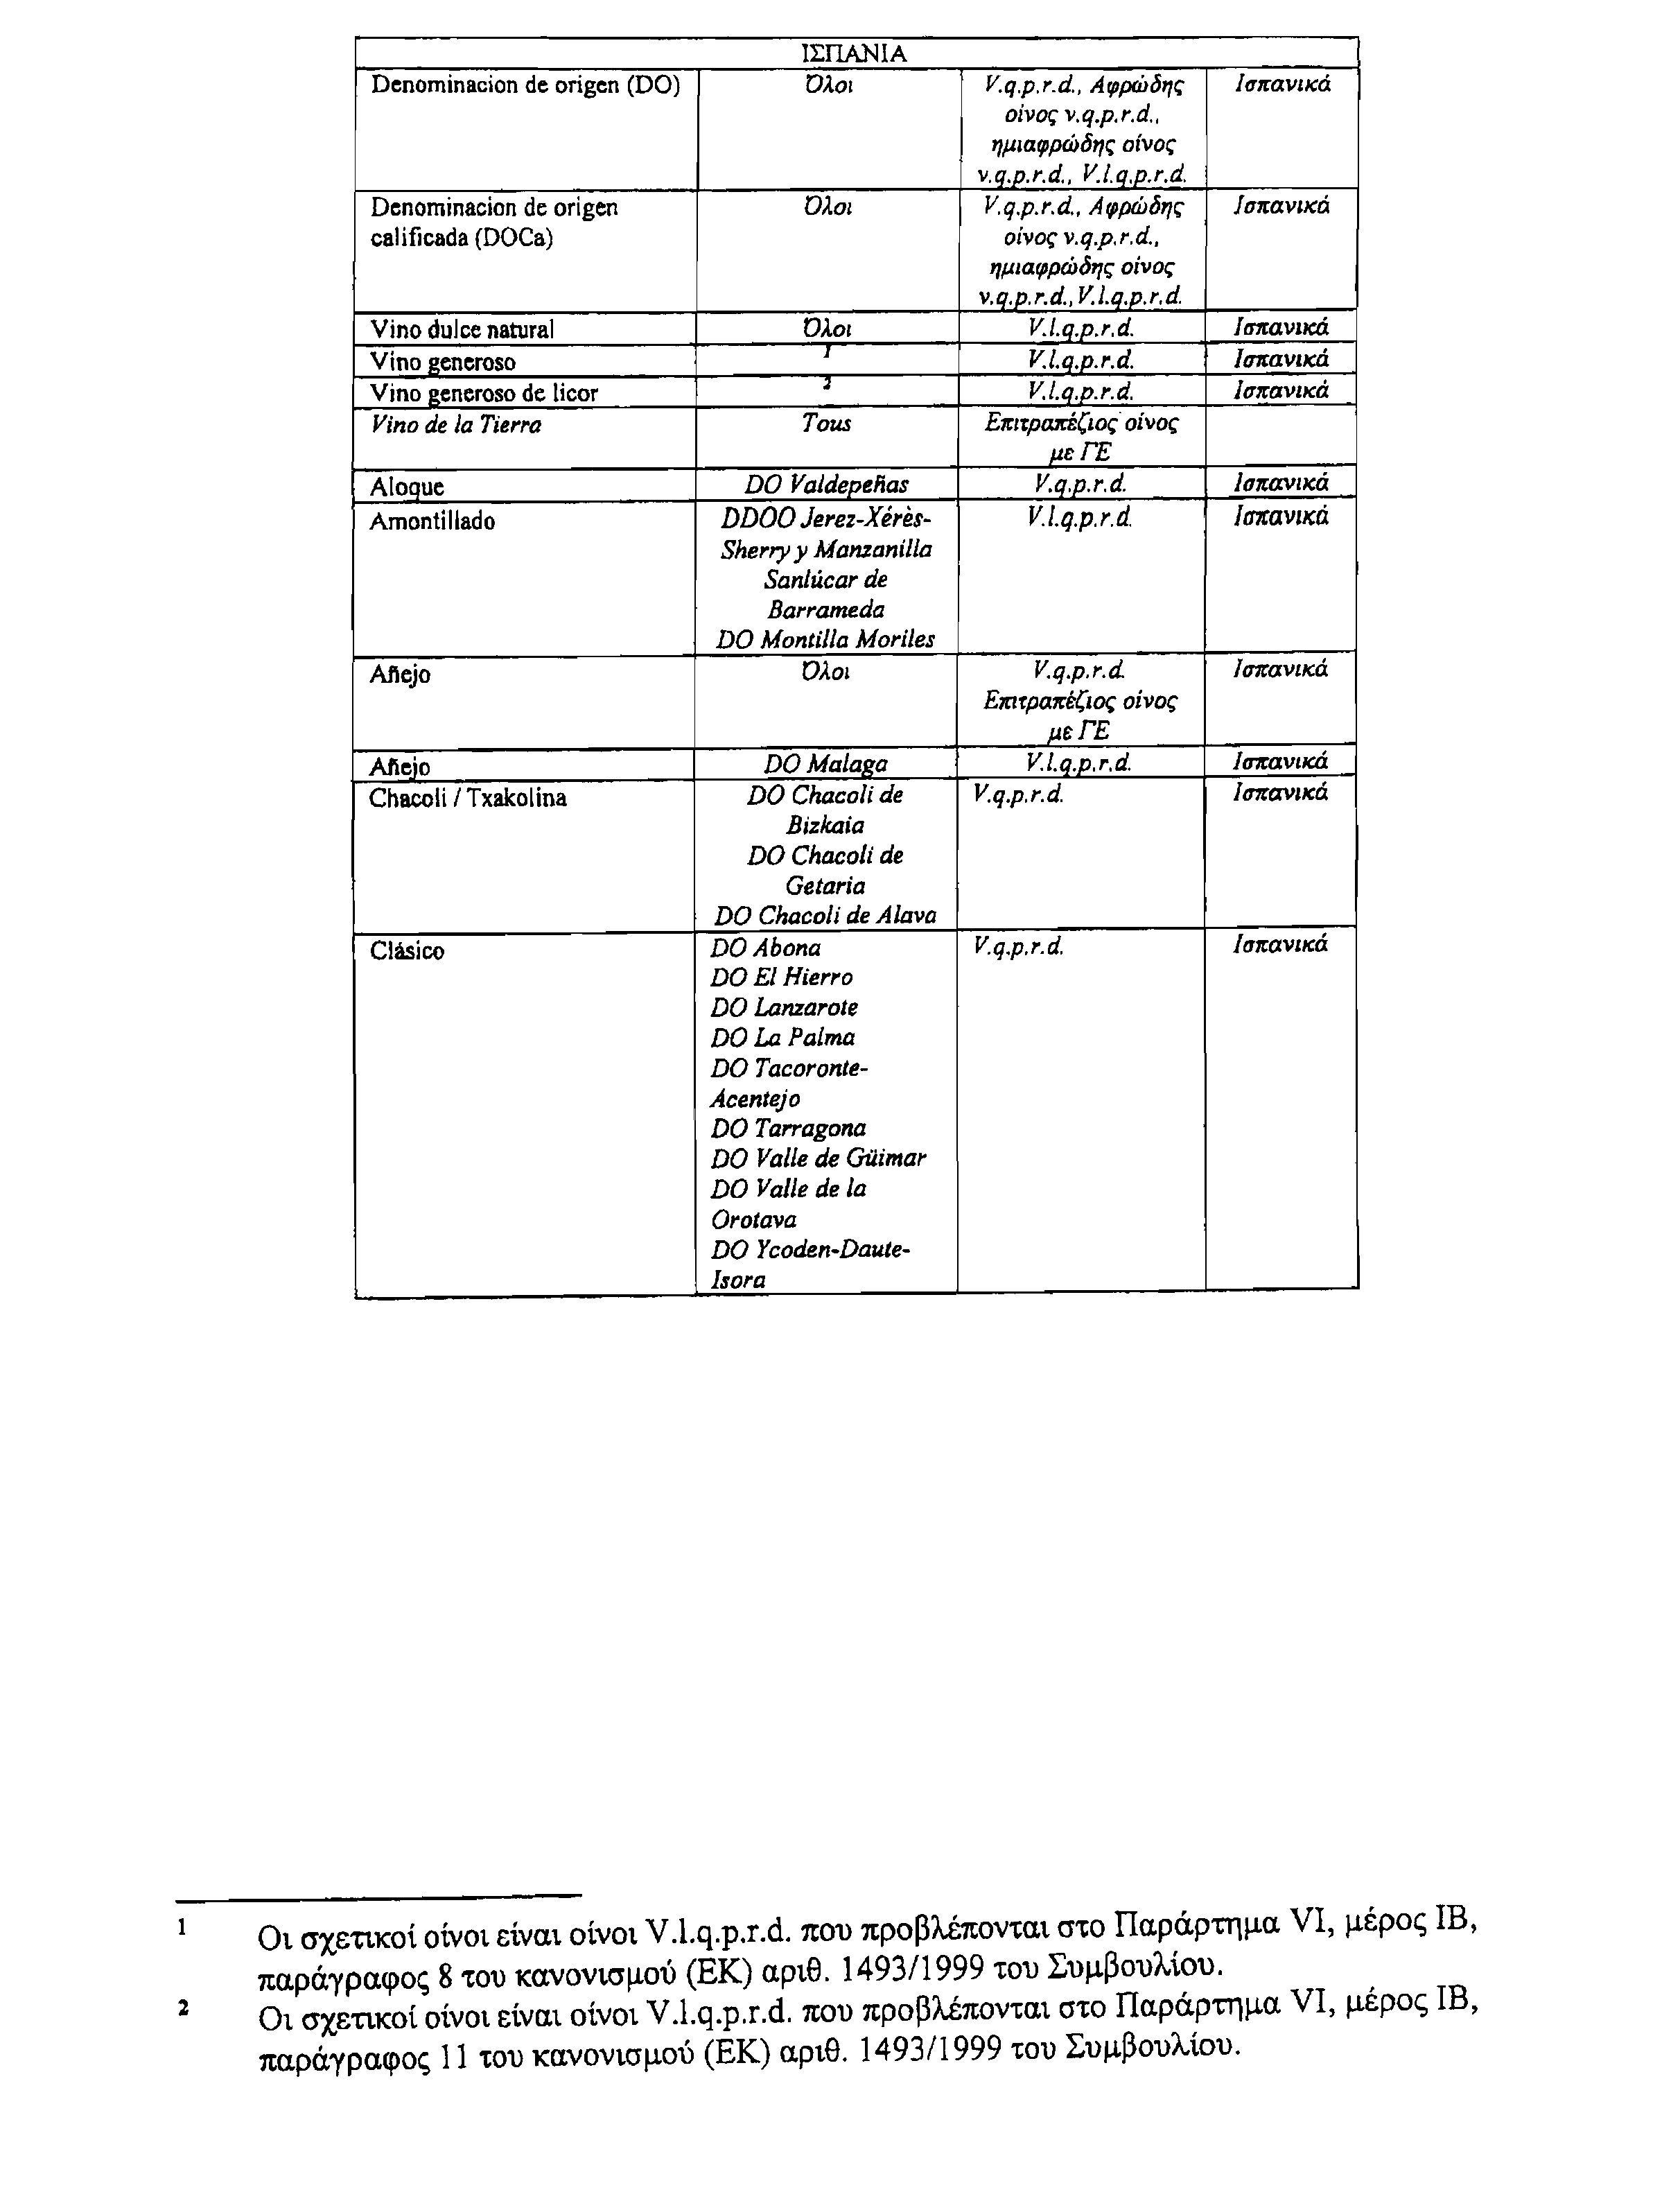 ΙΣΠΑΝΙΑ
Denominacion de origen (DO) Όλοι V.q.p.r.d., Αφρώδης Ισπανικά
οίνος v.q.p.r.d.,
ημιαφρώδης οίνος
v.q.p.r.d., V.l.q.p.r.d.
Denominacion de origen Όλοι V.q.p.r.d., Αφρώδης Ισπανικά
calificada (DOCa) οίνος v.q.p.r.d.,
ημιαφρώδης οίνος
v.q.p.r.d., V.l.q.p.r.d.
Vino dulce natural Όλοι V.l.q.p.r.d. Ισπανικά
Vino generoso 1 V.l.q.p.r.d. Ισπανικά
Vino generoso de licor 2 V.l.q.p.r.d. Ισπανικά
Vino de la Tierra Tous Επιτραπέζιος οίνος
με ΓΕ
Aloque DO Valdepeñas V.q.p.r.d. Ισπανικά
Amontillado DDOO Jerez-Xérès- V.l.q.p.r.d. Ισπανικά
Sherry y Manzanilla
Sanlúcar de
Barrameda
DO Montilla Moriles
Añejo Όλοι V.q.p.r.d. Ισπανικά
Επιτραπέζιος οίνος
με ΓΕ
Añejo DO Malaga V.l.q.p.r.d. Ισπανικά
Chacoli / Txakolina DO Chacoli de V.q.p.r.d. Ισπανικά
Bizkaia
DO Chacoli de
Getaria
DO Chacoli de Alava
Clásico DO Abona V.q.p.r.d. Ισπανικά
DO El Hierro
DO Lanzarote
DO La Palma
DO Tacoronte-
Acentejo
DO Tarragona
DO Valle de Güimar
DO Valle de la
Orotava
DO Ycoden-Daute-
Isora
1 Οι σχετικοί οίνοι είναι οίνοι V.l.q.p.r.d. που προβλέπονται στο Παράρτημα VI, μέρος ΙΒ,
παράγραφος 8 του κανονισμού (ΕΚ) αριθ. 1493/1999 του Συμβουλίου.
2 Οι σχετικοί οίνοι είναι οίνοι V.l.q.p.r.d. που προβλέπονται στο Παράρτημα VI, μέρος ΙΒ,
παράγραφος 11 του κανονισμού (ΕΚ) αριθ. 1493/1999 του Συμβουλίου.